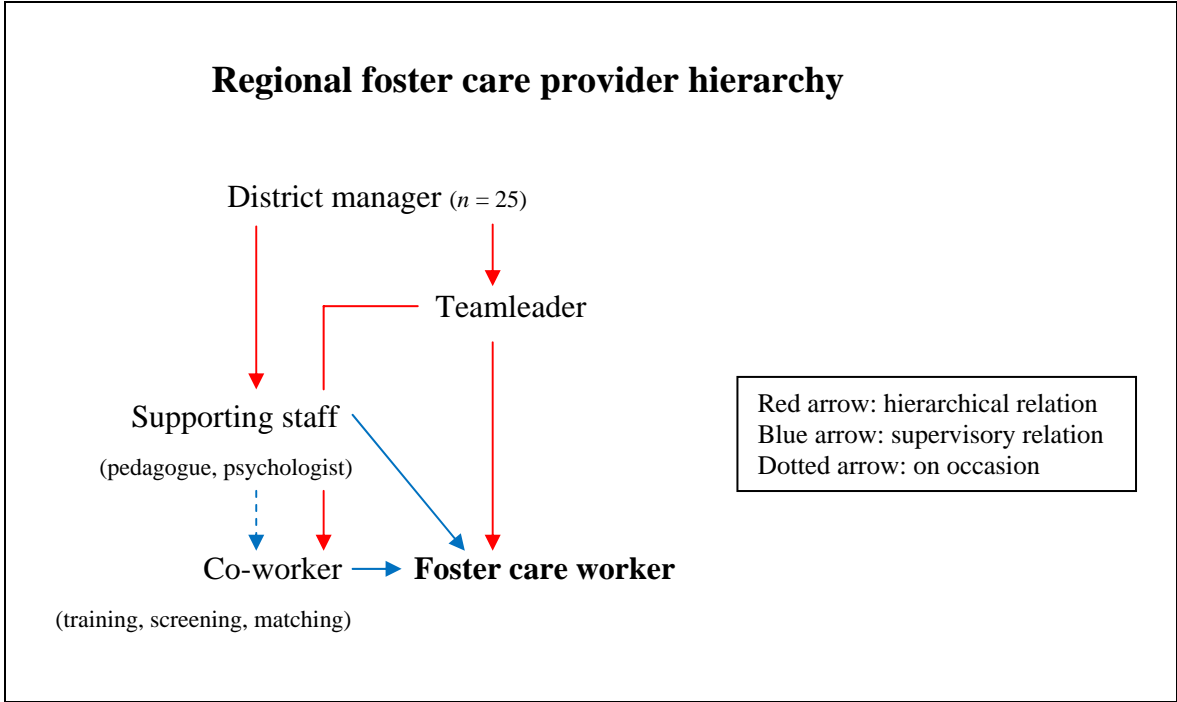 Regional foster care provider hierarchy
District manager (n = 25)
Teamleader
Supporting staff
(pedagogue, psychologist)
Co-worker
Foster care worker
(training, screening, matching)
Red arrow: hierarchical relation
Blue arrow: supervisory relation
Dotted arrow: on occasion